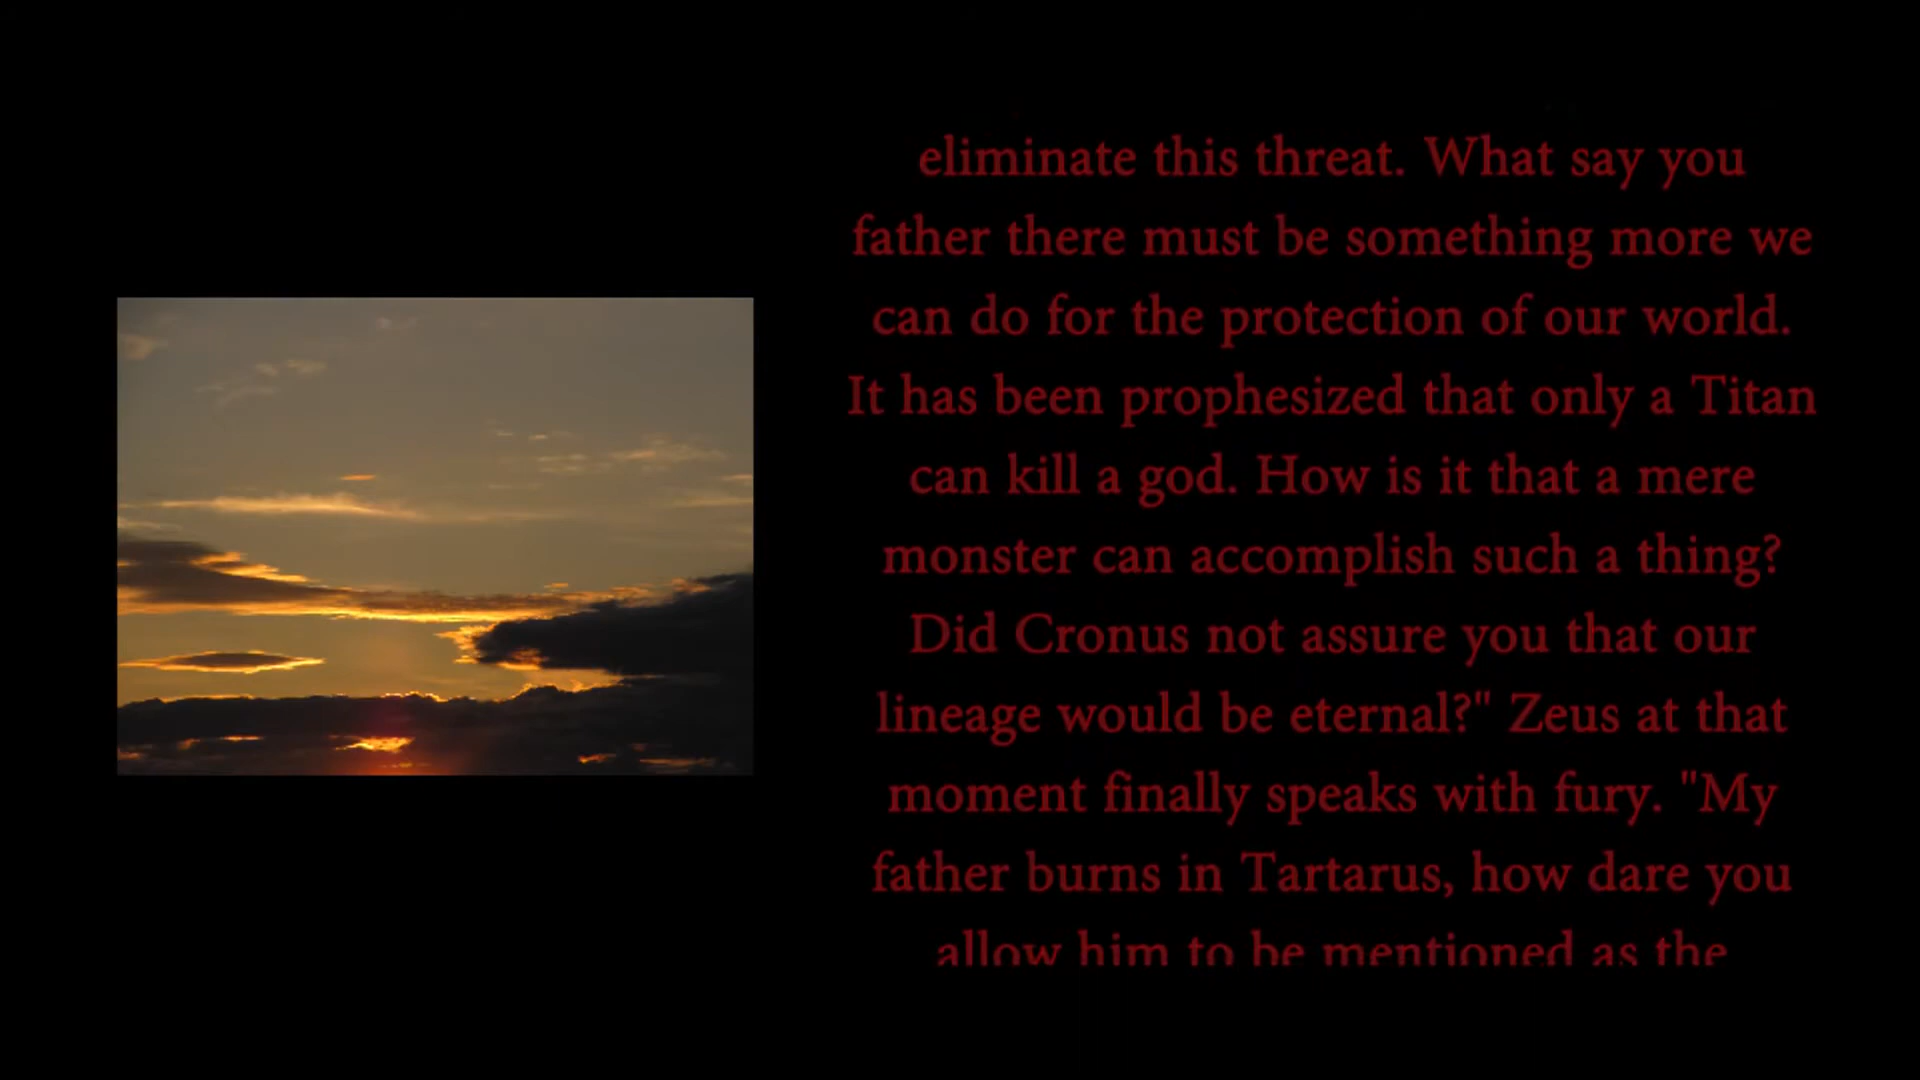 eliminate this threat. What say you
father there must be something more we
can do for the protection of our world.
It has been prophesized that only a Titan
can kill a god. How is it that a mere
monster can accomplish such a thing?
Did Cronus not assure you that our
lineage would be eternal?" Zeus at that
moment finally speaks with fury. "My
father burns in Tartarus, how dare you
allow him to be mentioned as the